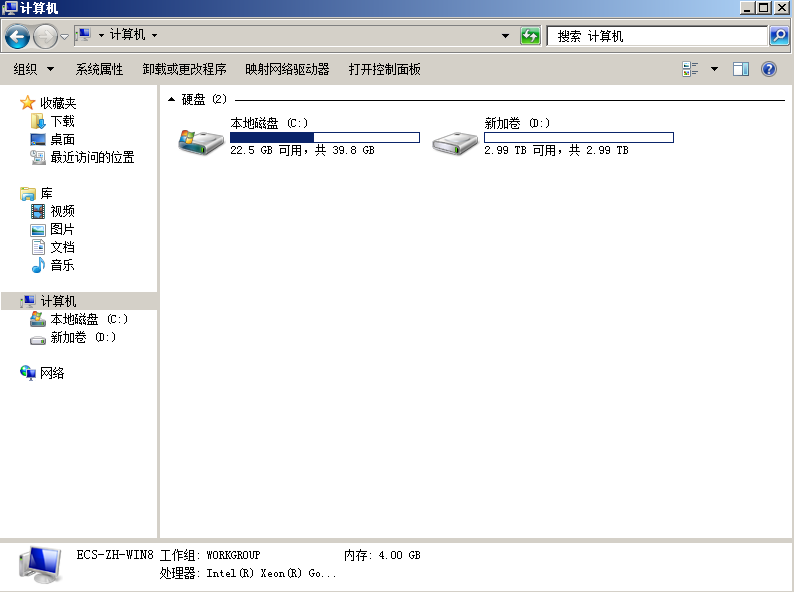 计算机
计算机
搜索 计算机
组织 系统属性 卸载或更改程序 映射网络驱动器 打开控制面板
收藏夹
下载
桌面
最近访问的位置
库
视频
图片
文档
音乐
计算机
本地磁盘 (C:)
新加卷 (D:)
网络
硬盘 (2)
本地磁盘 (C:)
22.5 GB 可用，共 39.8 GB
新加卷 (D:)
2.99 TB 可用，共 2.99 TB
ECS-ZH-WIN8 工作组: WORKGROUP 内存: 4.00 GB
处理器: Intel(R) Xeon(R) Go...